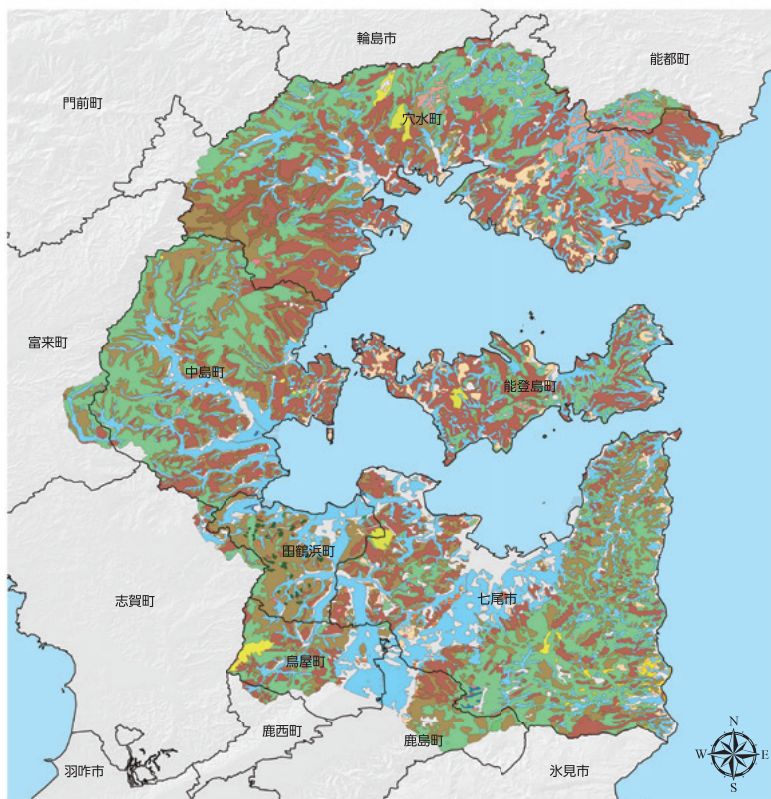 輪島市
能都町
門前町
穴水町
富来町
中島町
能登島町
田鶴浜町
七尾市
志賀町
鳥屋町
鹿西町
鹿島町
羽咋市
氷見市
N
W
E
S